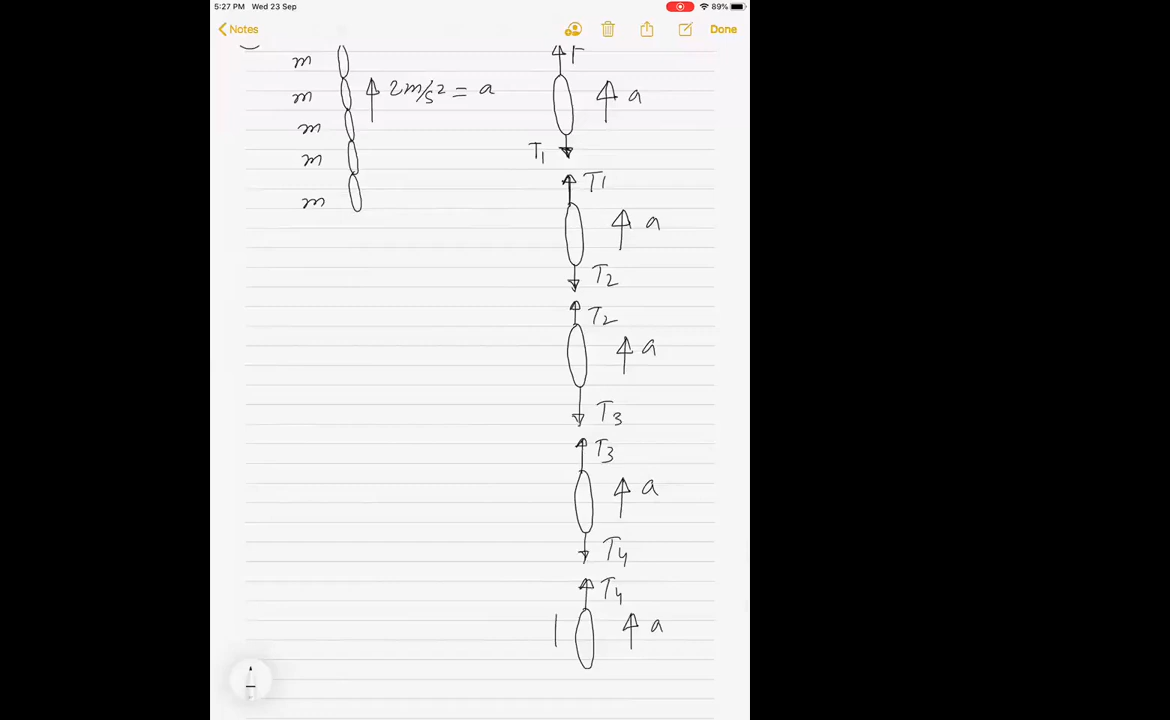 5:27 PM Wed 23 Sep
89%
Notes
Done
F
m
m
2m/s2 = a
a
m
m
T1
m
T1
a
T2
T2
a
T3
T3
a
T4
T4
a